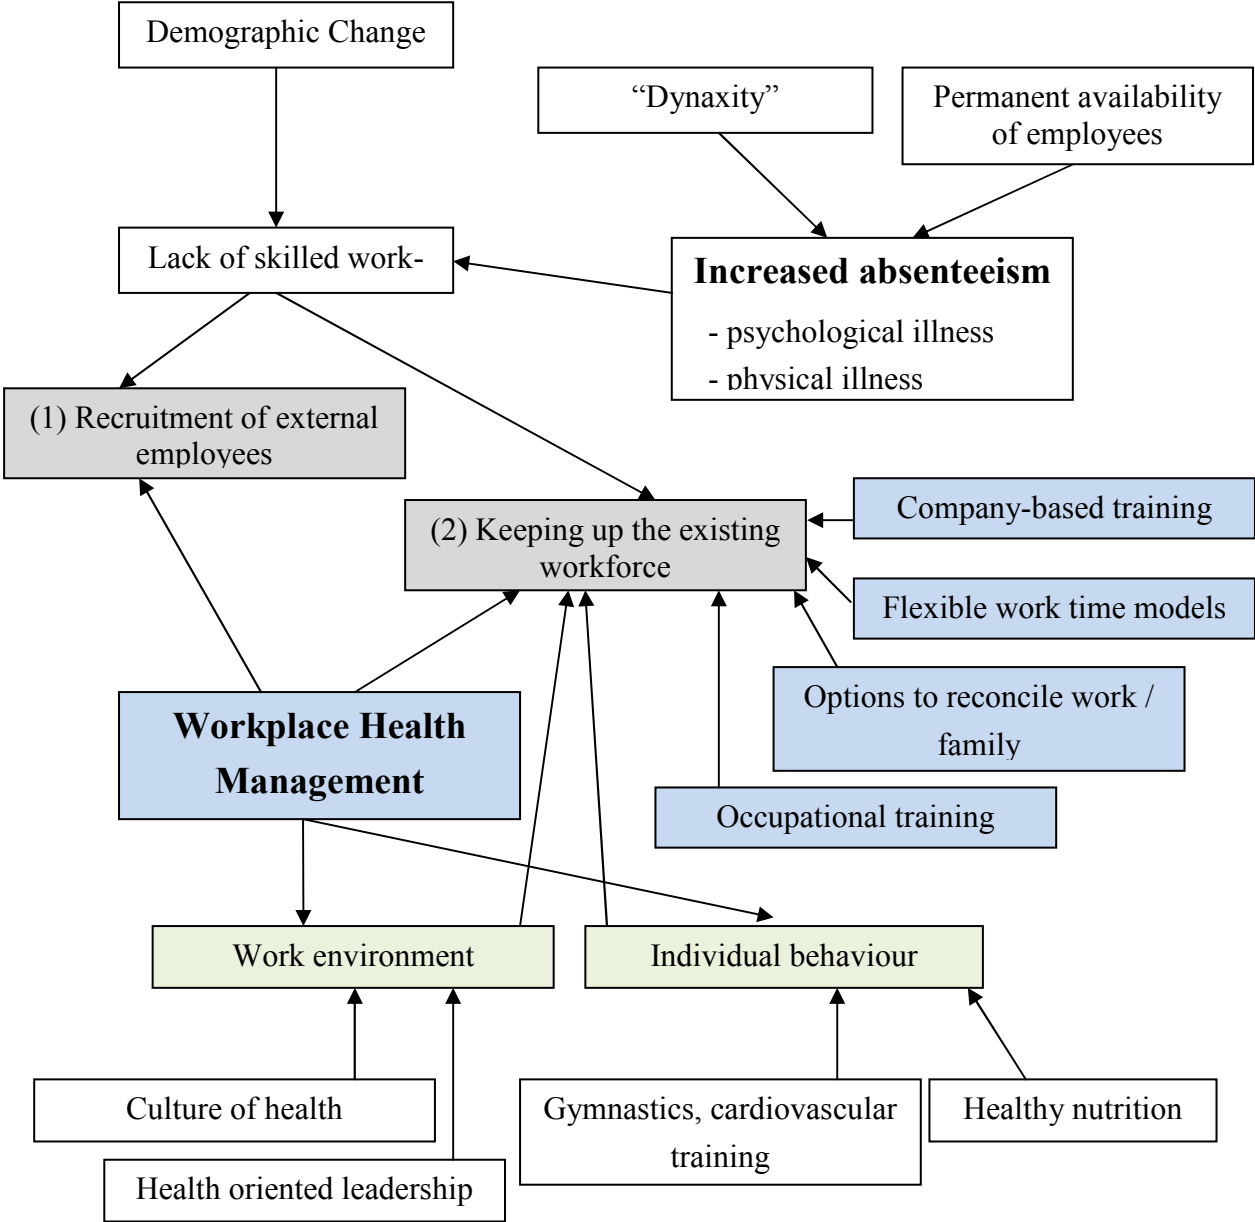 Demographic Change
“Dynaxity”
Permanent availability
of employees
Lack of skilled work-
Increased absenteeism
- psychological illness
- physical illness
(1) Recruitment of external
employees
(2) Keeping up the existing
workforce
Company-based training
Flexible work time models
Options to reconcile work /
family
Workplace Health
Management
Occupational training
Work environment
Individual behaviour
Culture of health
Health oriented leadership
Gymnastics, cardiovascular
training
Healthy nutrition